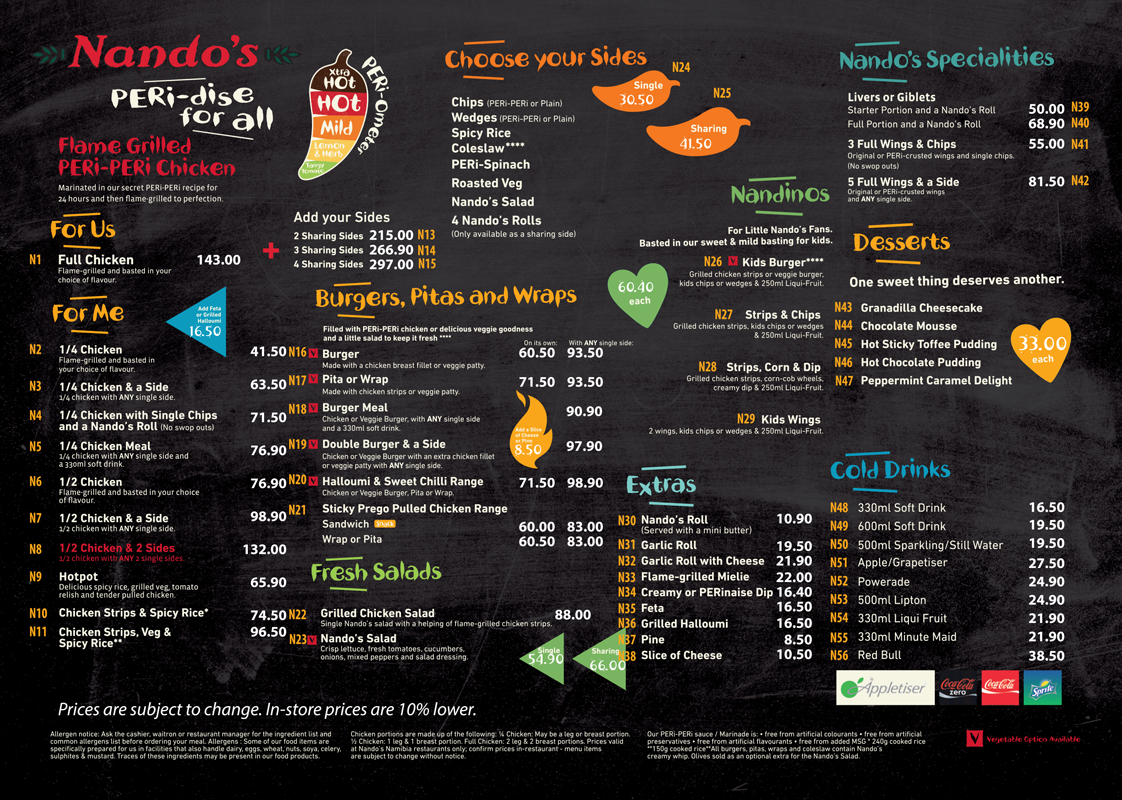 Nando's
PERi-dise
for all
Flame Grilled
PERi-PERi Chicken
Marinated in our secret PERi-PERi recipe for
24 hours and then flame-grilled to perfection.
PERi-Ometer
Xtra
HOT
HOT
Mild
Lemon
& Herb
Tangy
tomato
For Us
N1 Full Chicken 143.00
Flame-grilled and basted in your
choice of flavour.
+
Add your Sides
2 Sharing Sides 215.00 N13
3 Sharing Sides 266.90 N14
4 Sharing Sides 297.00 N15
For Me
Add Feta
or Grilled
Halloumi
16.50
N2 1/4 Chicken 41.50
Flame-grilled and basted in
your choice of flavour.
N3 1/4 Chicken & a Side 63.50
1/4 chicken with ANY single side.
N4 1/4 Chicken with Single Chips
and a Nando's Roll (No swop outs) 71.50
N5 1/4 Chicken Meal 76.90
1/4 chicken with ANY single side and
a 330ml soft drink.
N6 1/2 Chicken 76.90
Flame-grilled and basted in your choice
of flavour.
N7 1/2 Chicken & a Side 98.90
1/2 chicken with ANY single side.
N8 1/2 Chicken & 2 Sides 132.00
1/2 chicken with ANY 2 single sides.
N9 Hotpot 65.90
Delicious spicy rice, grilled veg, tomato
relish and tender pulled chicken.
N10 Chicken Strips & Spicy Rice* 74.50
N11 Chicken Strips, Veg & 96.50
Spicy Rice**
Choose your Sides
Chips (PERi-PERi or Plain)
Wedges (PERi-PERi or Plain)
Spicy Rice
Coleslaw****
PERi-Spinach
Roasted Veg
Nando's Salad
4 Nando's Rolls
(Only available as a sharing side)
N24
Single
30.50
N25
Sharing
41.50
Burgers, Pitas and Wraps
Filled with PERi-PERi chicken or delicious veggie goodness
and a little salad to keep it fresh ****
On its own: With ANY single side:
N16 V Burger 60.50 93.50
Made with a chicken breast fillet or veggie patty.
N17 V Pita or Wrap 71.50 93.50
Made with chicken strips or veggie patty.
N18 V Burger Meal 90.90
Chicken or Veggie Burger, with ANY single side
and a 330ml soft drink.
Add a Slice
of Cheese
or Pine
8.50
N19 V Double Burger & a Side 97.90
Chicken or Veggie Burger with an extra chicken fillet
or veggie patty with ANY single side.
N20 V Halloumi & Sweet Chilli Range 71.50 98.90
Chicken or Veggie Burger, Pita or Wrap.
N21 Sticky Prego Pulled Chicken Range
Sandwich 60.00 83.00
Wrap or Pita 60.50 83.00
Fresh Salads
N22 Grilled Chicken Salad 88.00
Single Nando's salad with a helping of flame-grilled chicken strips.
N23 V Nando's Salad
Crisp lettuce, fresh tomatoes, cucumbers,
onions, mixed peppers and salad dressing.
Single
54.90
Sharing
66.00
Nandinos
For Little Nando's Fans.
Basted in our sweet & mild basting for kids.
60.40
each
N26 V Kids Burger****
Grilled chicken strips or veggie burger,
kids chips or wedges & 250ml Liqui-Fruit.
N27 Strips & Chips
Grilled chicken strips, kids chips or wedges
& 250ml Liqui-Fruit.
N28 Strips, Corn & Dip
Grilled chicken strips, corn-cob wheels,
creamy dip & 250ml Liqui-Fruit.
N29 Kids Wings
2 wings, kids chips or wedges & 250ml Liqui-Fruit.
Extras
N30 Nando's Roll 10.90
(Served with a mini butter)
N31 Garlic Roll 19.50
N32 Garlic Roll with Cheese 21.90
N33 Flame-grilled Mielie 22.00
N34 Creamy or PERinaise Dip 16.40
N35 Feta 16.50
N36 Grilled Halloumi 16.50
N37 Pine 8.50
N38 Slice of Cheese 10.50
Nando's Specialities
Livers or Giblets
Starter Portion and a Nando's Roll 50.00 N39
Full Portion and a Nando's Roll 68.90 N40
3 Full Wings & Chips 55.00 N41
Original or PERi-crusted wings and single chips.
(No swop outs)
5 Full Wings & a Side 81.50 N42
Original or PERi-crusted wings
and ANY single side.
Desserts
One sweet thing deserves another.
N43 Granadilla Cheesecake
N44 Chocolate Mousse
N45 Hot Sticky Toffee Pudding
N46 Hot Chocolate Pudding
N47 Peppermint Caramel Delight
33.00
each
Cold Drinks
N48 330ml Soft Drink 16.50
N49 600ml Soft Drink 19.50
N50 500ml Sparkling/Still Water 19.50
N51 Apple/Grapetiser 27.50
N52 Powerade 24.90
N53 500ml Lipton 24.90
N54 330ml Liqui Fruit 21.90
N55 330ml Minute Maid 21.90
N56 Red Bull 38.50
Appletiser
Coca-Cola
zero
Coca-Cola
Sprite
Prices are subject to change. In-store prices are 10% lower.
Allergen notice: Ask the cashier, waitron or restaurant manager for the ingredient list and
common allergens list before ordering your meal. Allergens : Some of our food items are
specifically prepared for us in facilities that also handle dairy, eggs, wheat, nuts, soya, celery,
sulphites & mustard. Traces of these ingredients may be present in our food products.
Chicken portions are made up of the following: ¼ Chicken: May be a leg or breast portion.
½ Chicken: 1 leg & 1 breast portion. Full Chicken: 2 leg & 2 breast portions. Prices valid
at Nando's Namibia restaurants only; confirm prices in-restaurant - menu items
are subject to change without notice.
Our PERi-PERi sauce / Marinade is: • free from artificial colourants • free from artificial
preservatives • free from artificial flavourants • free from added MSG * 240g cooked rice
**150g cooked rice**All burgers, pitas, wraps and coleslaw contain Nando's
creamy whip. Olives sold as an optional extra for the Nando's Salad.
V Vegetable Option Available